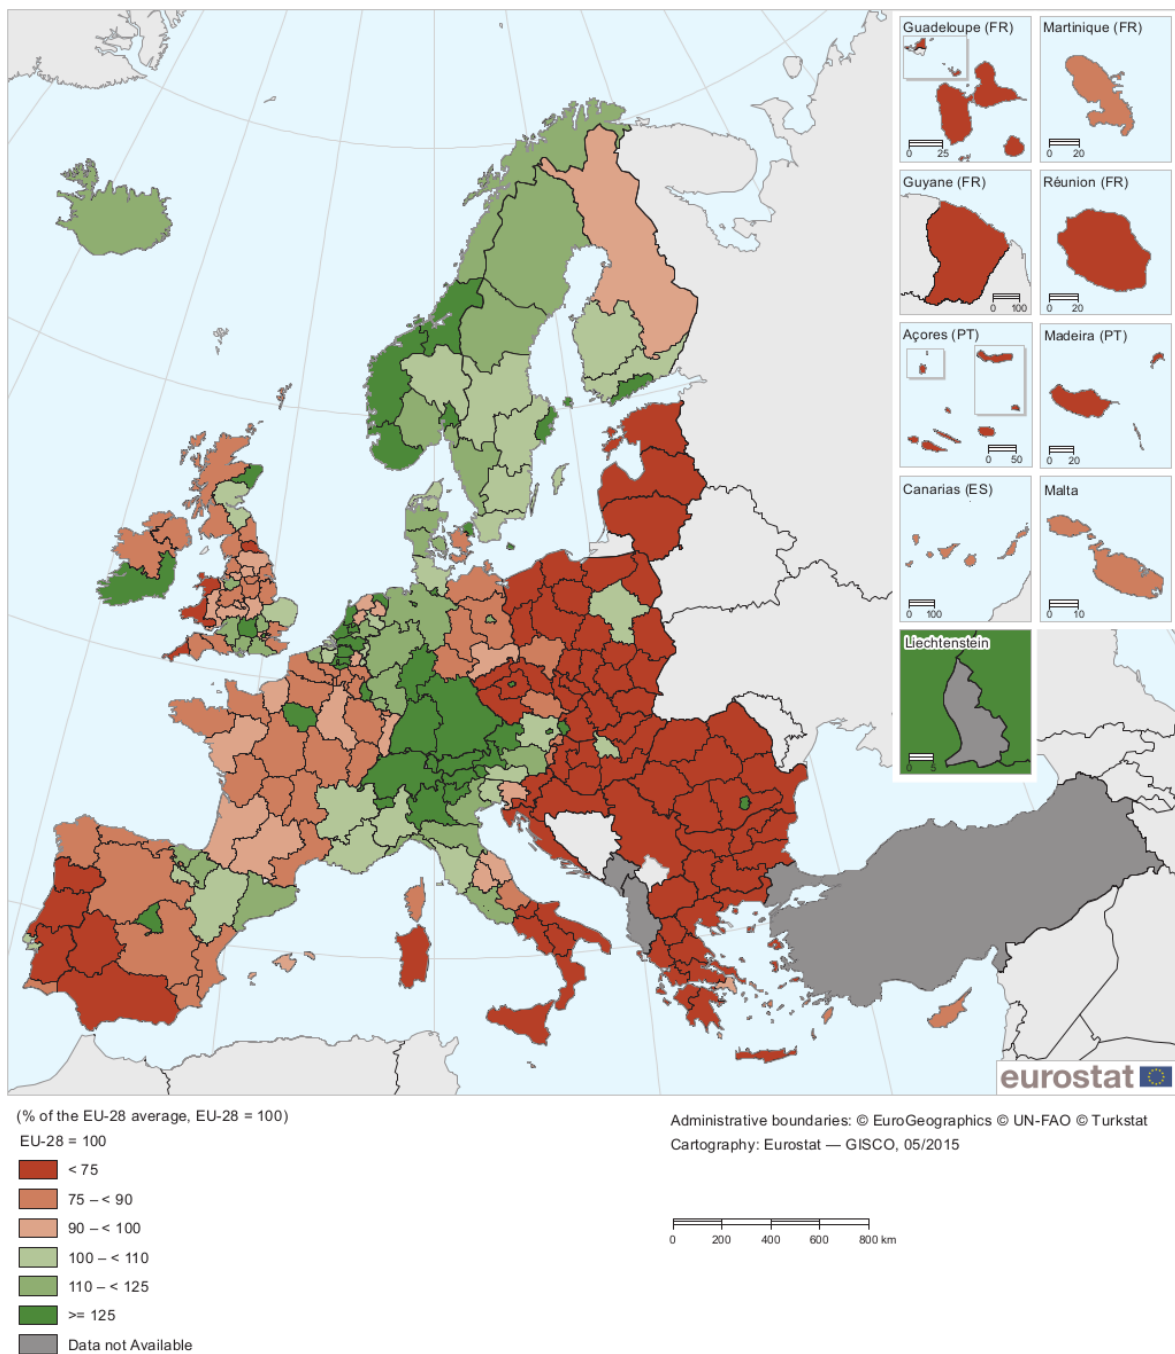 Guadeloupe (FR)
Martinique (FR)
0 25
0 20
Guyane (FR)
Réunion (FR)
0 100
0 20
Açores (PT)
Madeira (PT)
0 50
0 20
Canarias (ES)
Malta
0 100
0 10
Liechtenstein
0 5
eurostat
(% of the EU-28 average, EU-28 = 100)
EU-28 = 100
< 75
75 – < 90
90 – < 100
100 – < 110
110 – < 125
>= 125
Data not Available
Administrative boundaries: © EuroGeographics © UN-FAO © Turkstat
Cartography: Eurostat — GISCO, 05/2015
0 200 400 600 800 km